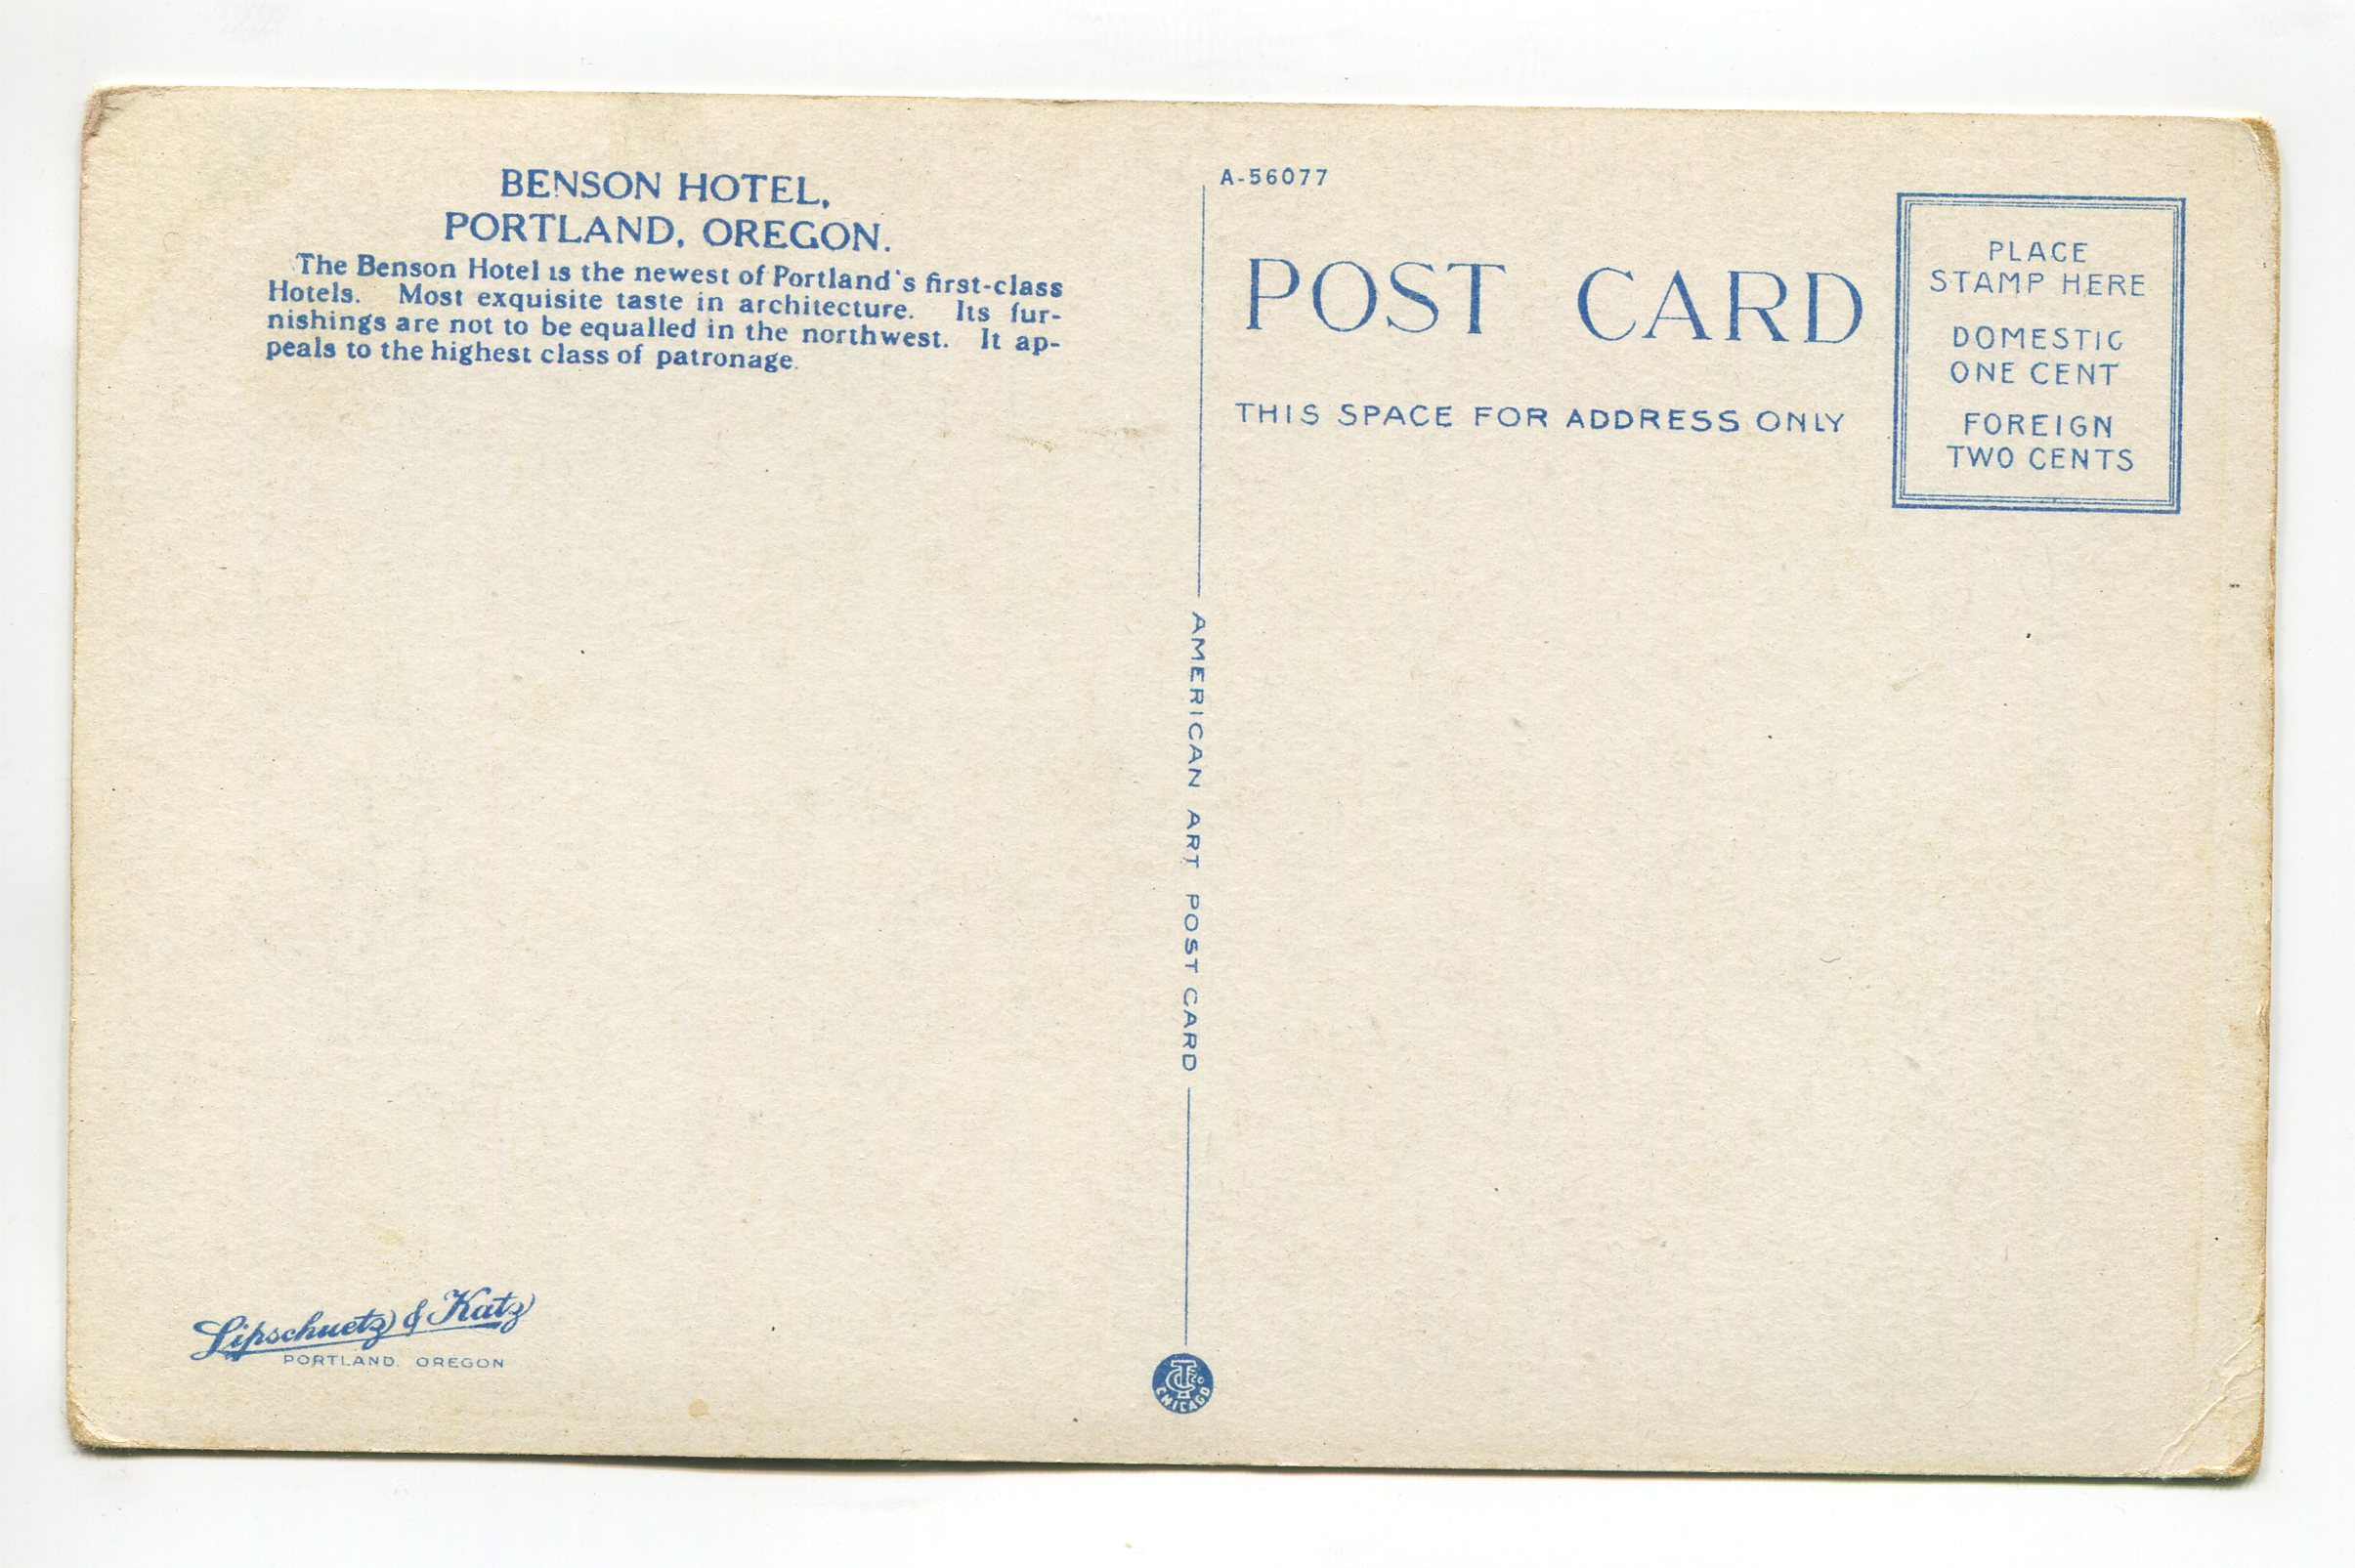 BENSON HOTEL,
PORTLAND, OREGON.
The Benson Hotel is the newest of Portland's first-class
Hotels. Most exquisite taste in architecture. Its fur-
nishings are not to be equalled in the northwest. It ap-
peals to the highest class of patronage.
Lipschuetz & Katz
PORTLAND, OREGON
AMERICAN ART POST CARD
CT Co
CHICAGO
A-56077
POST CARD
THIS SPACE FOR ADDRESS ONLY
PLACE
STAMP HERE
DOMESTIC
ONE CENT
FOREIGN
TWO CENTS